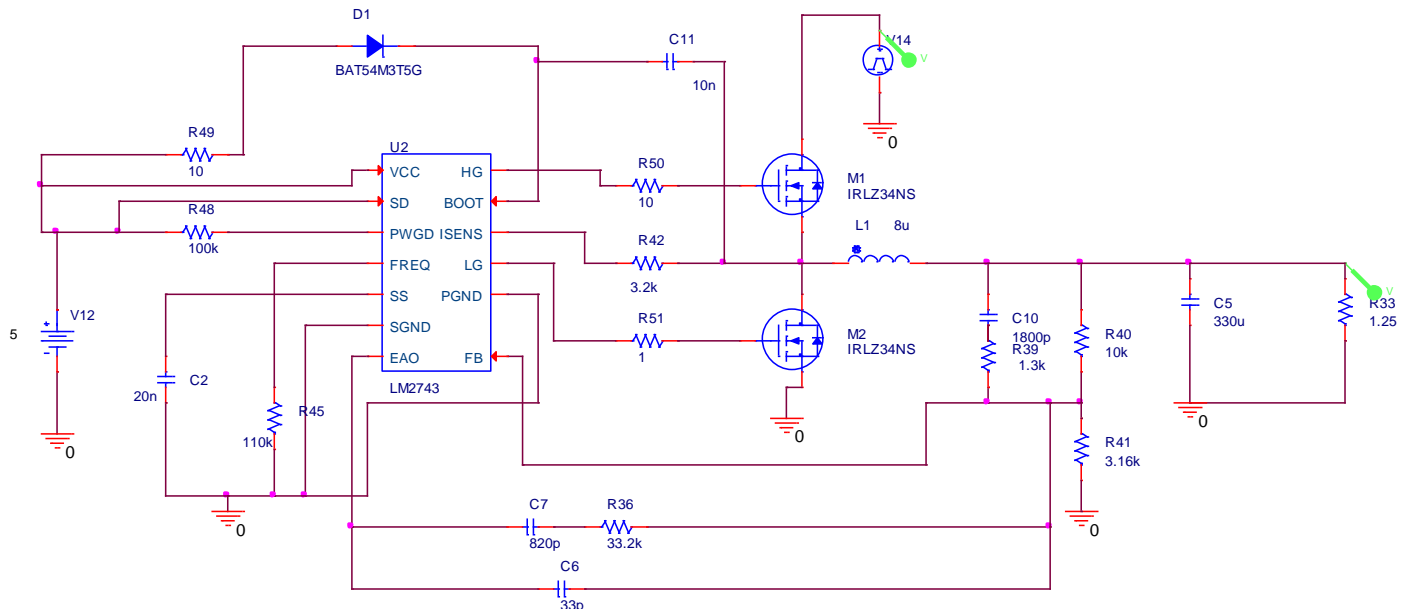 D1
BAT54M3T5G
C11
10n
V14
V
0
R49
10
U2
VCC
SD
PWGD
FREQ
SS
SGND
EAO
HG
BOOT
ISENS
LG
PGND
FB
LM2743
R48
100k
R50
10
R42
3.2k
R51
1
M1
IRLZ34NS
L1 8u
M2
IRLZ34NS
0
5
V12
0
C2
20n
R45
110k
0
C10
1800p
R39
1.3k
R40
10k
R41
3.16k
0
C5
330u
0
V
R33
1.25
C7
820p
R36
33.2k
C6
33p